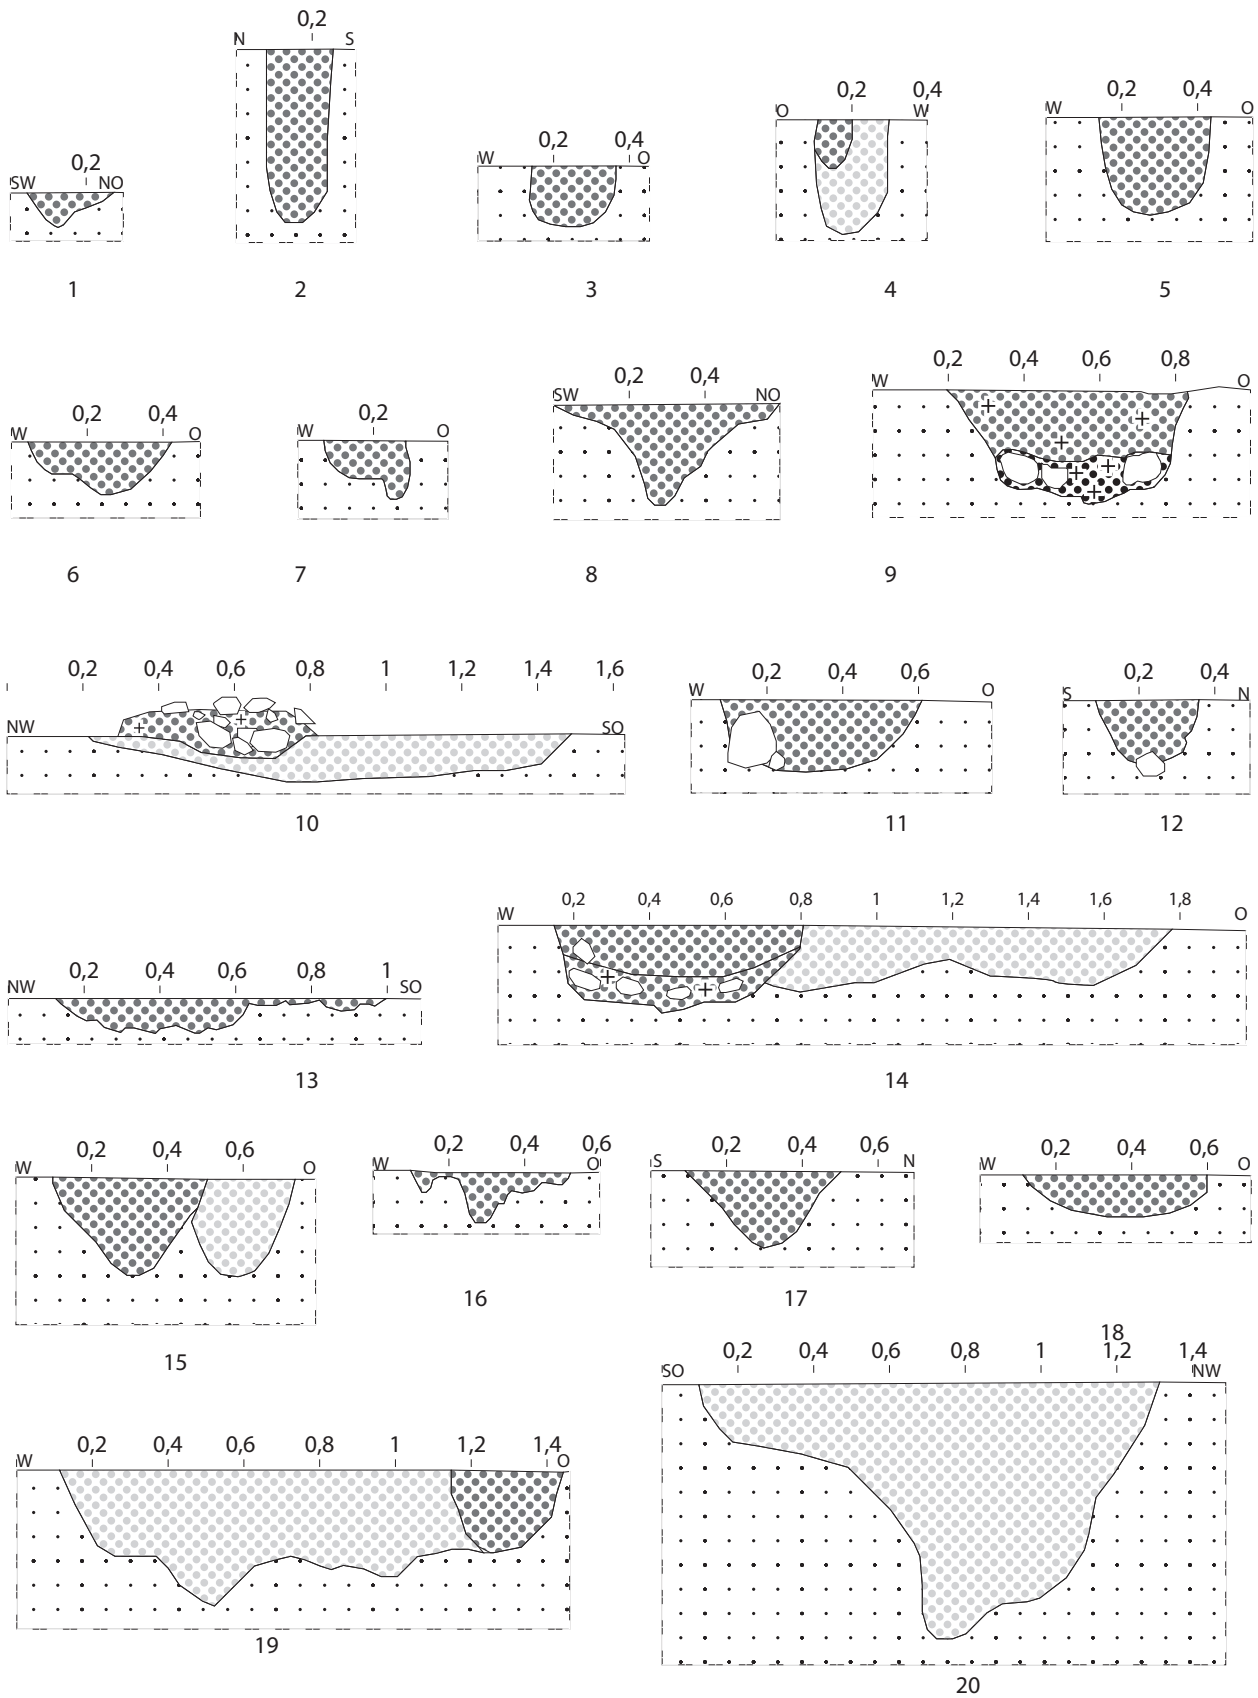 0,2
N S
0,2 0,4
O W
0,2 0,4
W O
0,2 0,4
W O
0,2
SW NO
1 2 3 4 5
0,2 0,4 0,6 0,8
W O
0,2 0,4
SW NO
0,2 0,4
W O
0,2
W O
6 7 8 9
0,2 0,4 0,6 0,8 1 1,2 1,4 1,6
NW SO
0,2 0,4 0,6
W O
0,2 0,4
S N
10 11 12
0,2 0,4 0,6 0,8 1 1,2 1,4 1,6 1,8
W O
0,2 0,4 0,6 0,8 1
NW SO
13 14
0,2 0,4 0,6
W O
0,2 0,4 0,6
W O
0,2 0,4 0,6
S N
0,2 0,4 0,6
W O
16 17
18
15
0,2 0,4 0,6 0,8 1 1,2 1,4
SO NW
0,2 0,4 0,6 0,8 1 1,2 1,4
W O
19
20